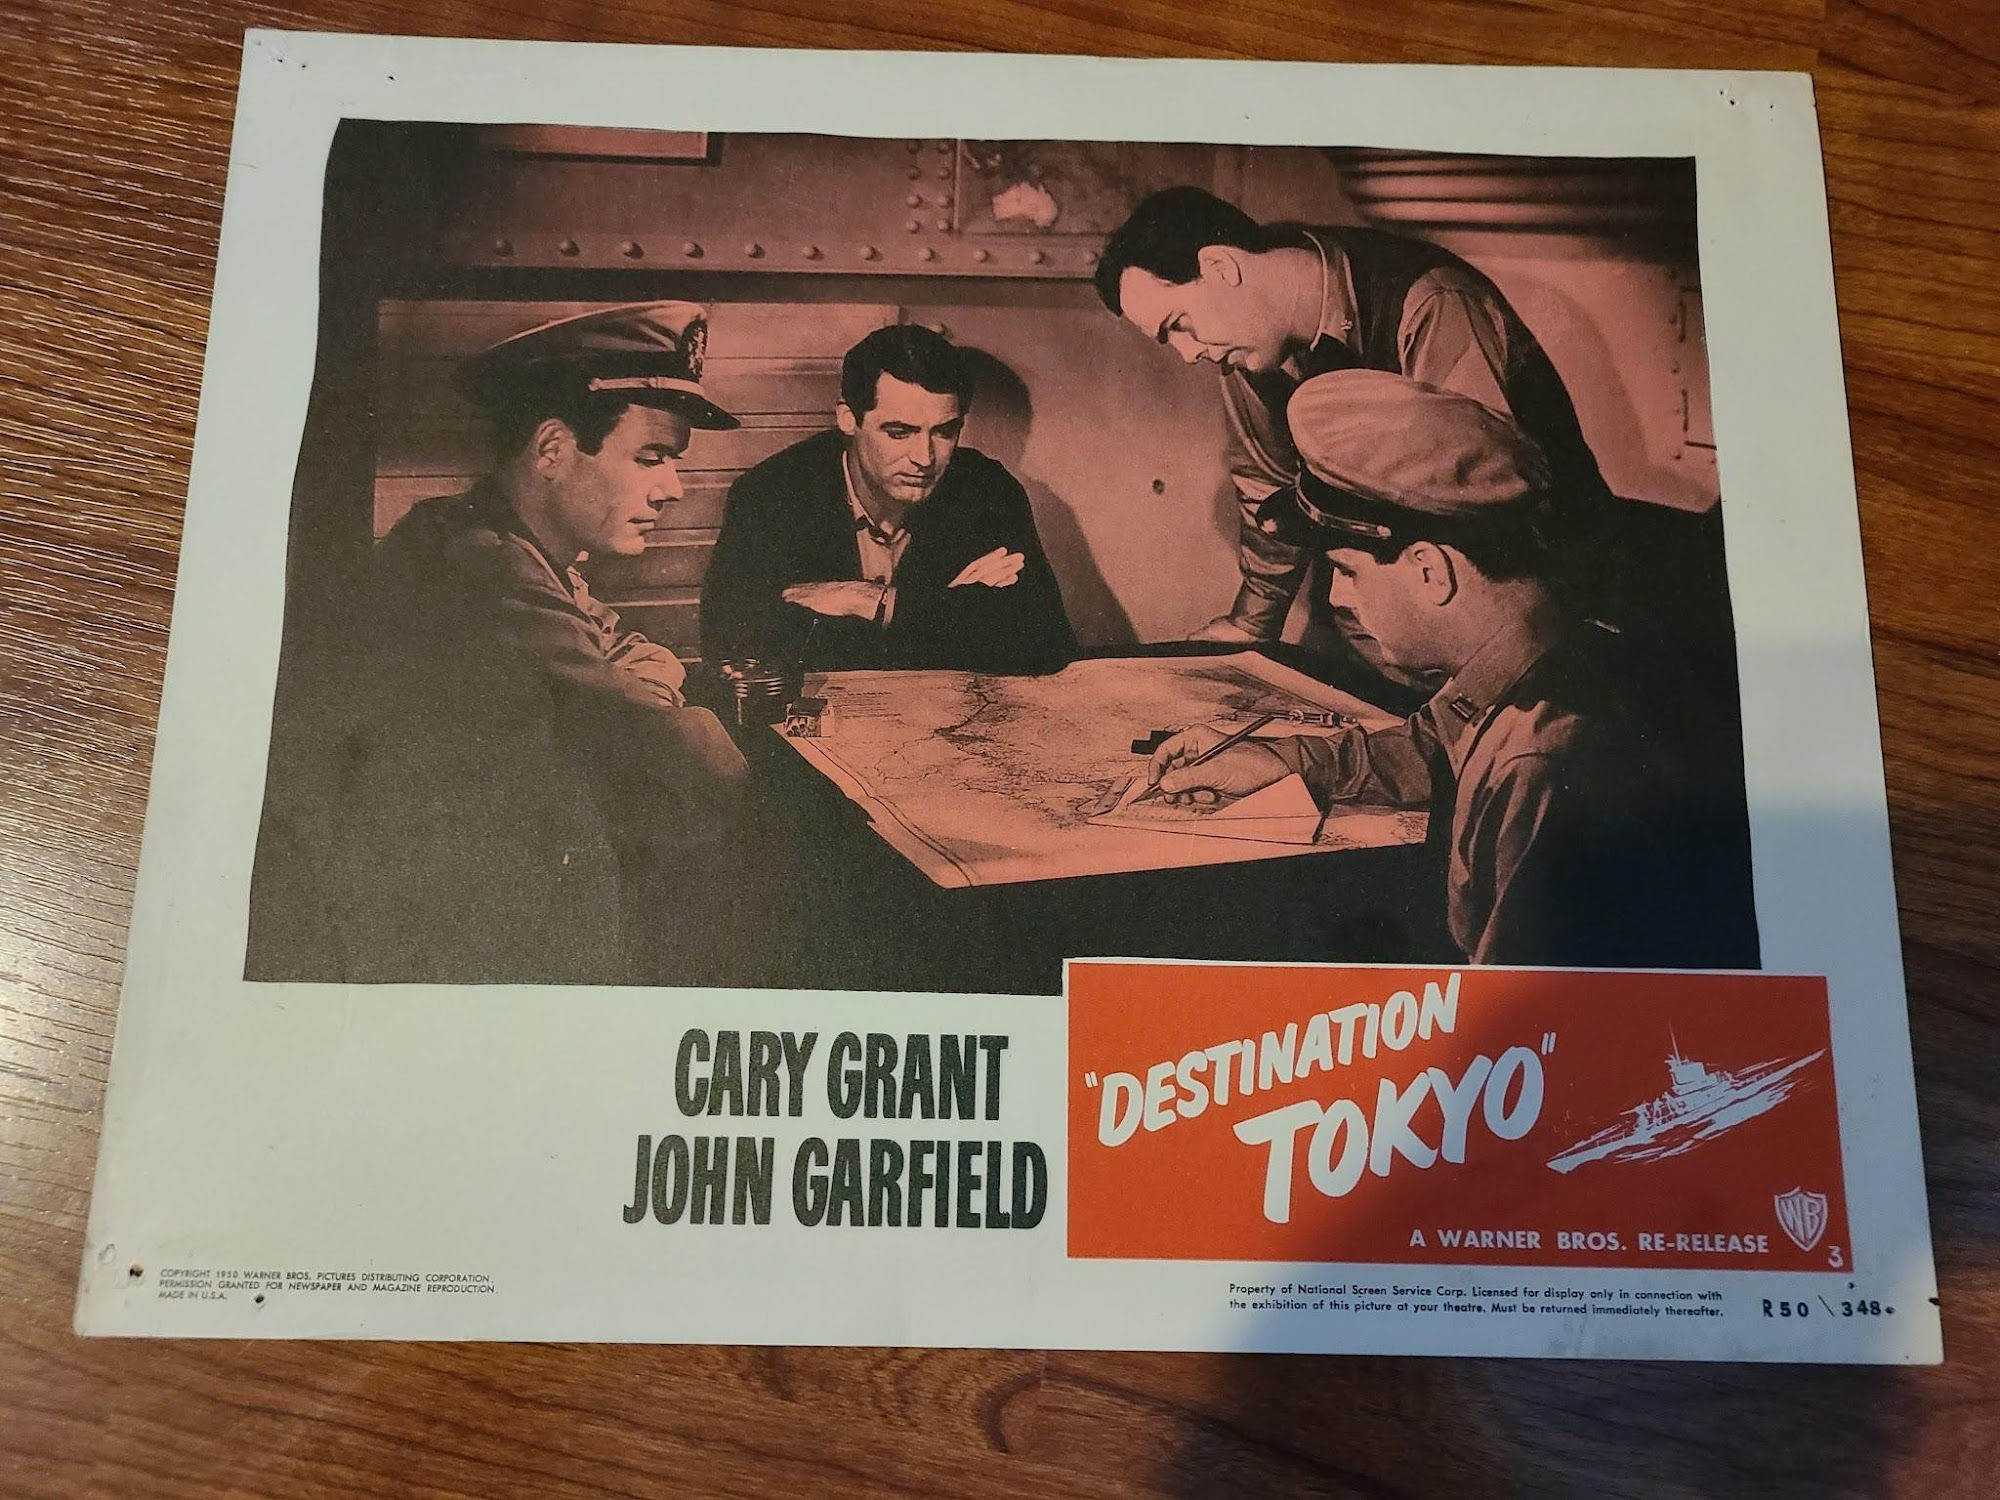 CARY GRANT
JOHN GARFIELD
"DESTINATION
TOKYO"
A WARNER BROS. RE-RELEASE
WB
3
COPYRIGHT 1950 WARNER BROS. PICTURES DISTRIBUTING CORPORATION.
PERMISSION GRANTED FOR NEWSPAPER AND MAGAZINE REPRODUCTION.
MADE IN U.S.A.
Property of National Screen Service Corp. Licensed for display only in connection with
the exhibition of this picture at your theatre. Must be returned immediately thereafter.
R50 \ 348